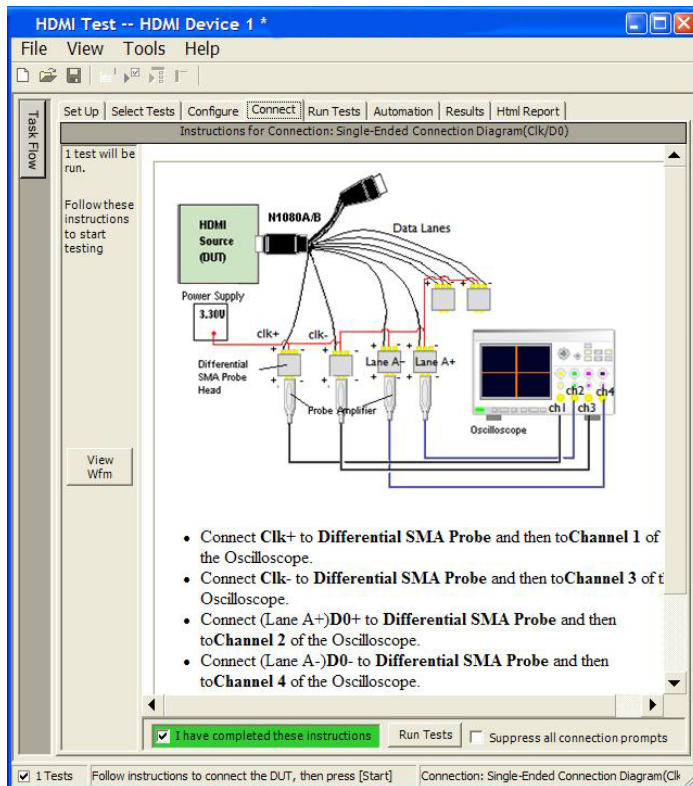 HDMI Test -- HDMI Device 1 *
File View Tools Help
Task Flow
Set Up Select Tests Configure Connect Run Tests Automation Results Html Report
Instructions for Connection: Single-Ended Connection Diagram(Clk/D0)
1 test will be
run.
Follow these
instructions
to start
testing
View
Wfm
HDMI
Source
(DUT)
N1080A/B
Data Lanes
Power Supply
3.30V
clk+ clk-
Lane A- Lane A+
+ - + - + - + - + - + -
Differential
SMA Probe
Head
+ - + - + - + -
Probe Amplifier
ch1 ch2 ch3 ch4
Oscilloscope
• Connect Clk+ to Differential SMA Probe and then toChannel 1 of
the Oscilloscope.
• Connect Clk- to Differential SMA Probe and then toChannel 3 of t
Oscilloscope.
• Connect (Lane A+)D0+ to Differential SMA Probe and then
toChannel 2 of the Oscilloscope.
• Connect (Lane A-)D0- to Differential SMA Probe and then
toChannel 4 of the Oscilloscope.
I have completed these instructions Run Tests Suppress all connection prompts
1 Tests Follow instructions to connect the DUT, then press [Start] Connection: Single-Ended Connection Diagram(Clk